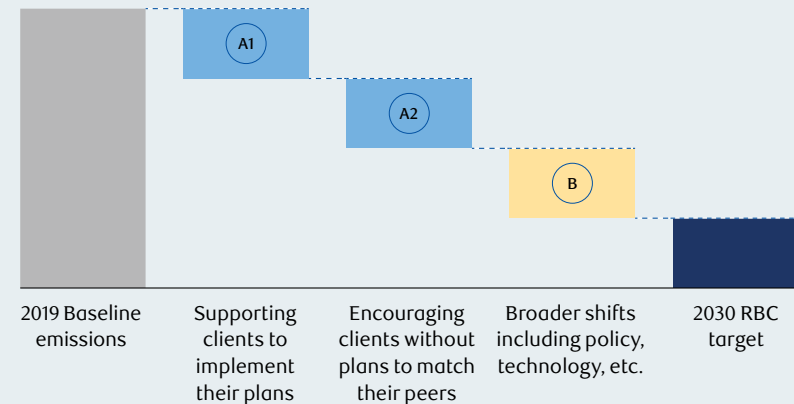 A1
A2
B
2019 Baseline
emissions
Supporting
clients to
implement
their plans
Encouraging
clients without
plans to match
their peers
Broader shifts
including policy,
technology, etc.
2030 RBC
target